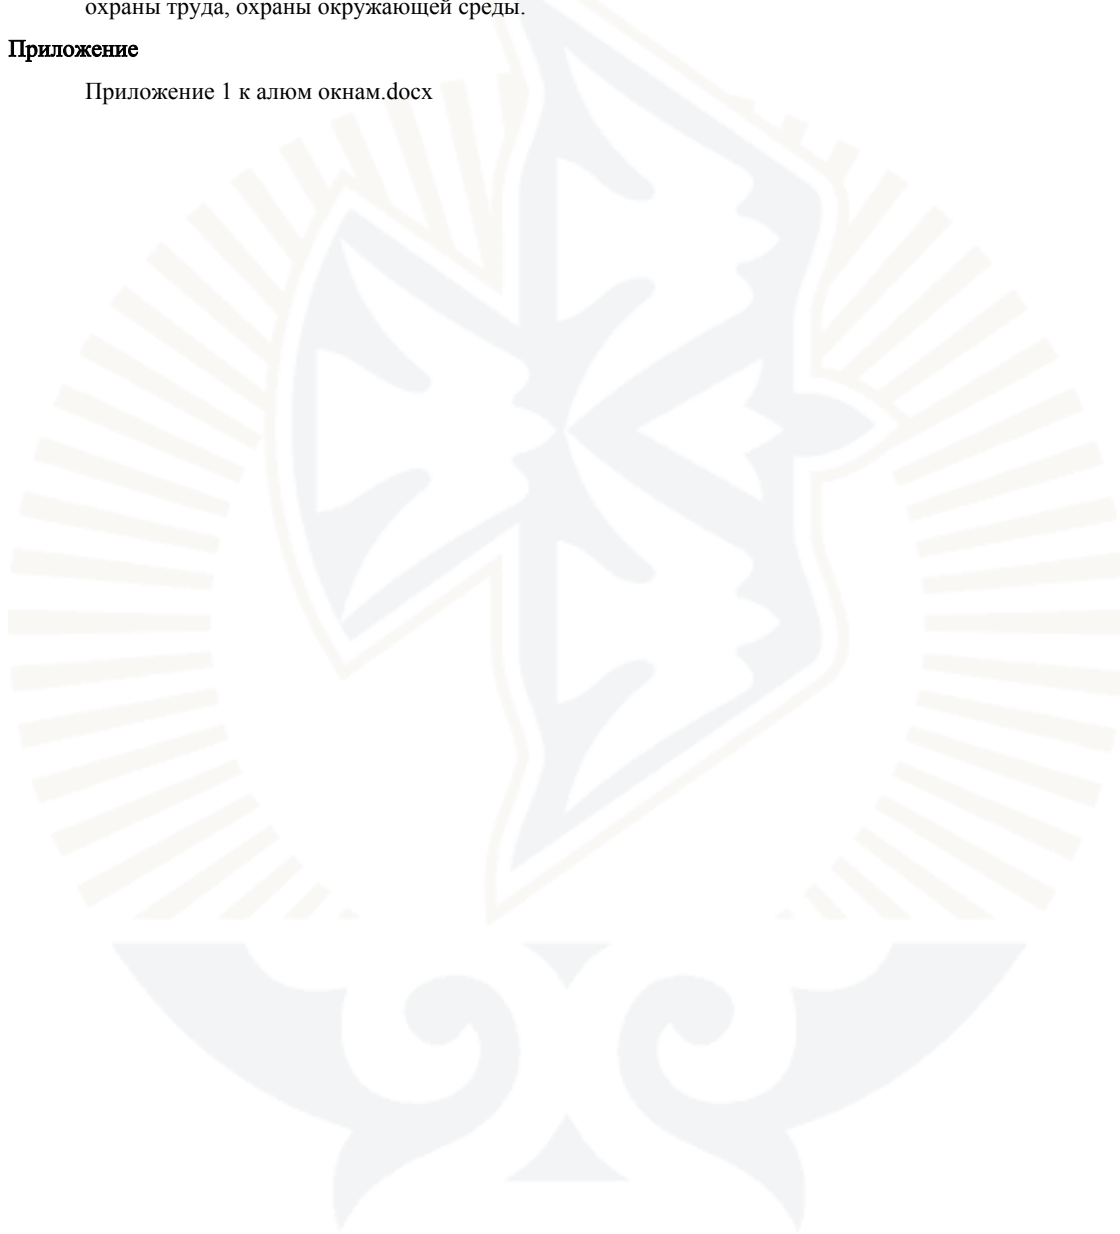 охраны труда, охраны окружающей среды.
Приложение
Приложение 1 к алюм окнам.docx